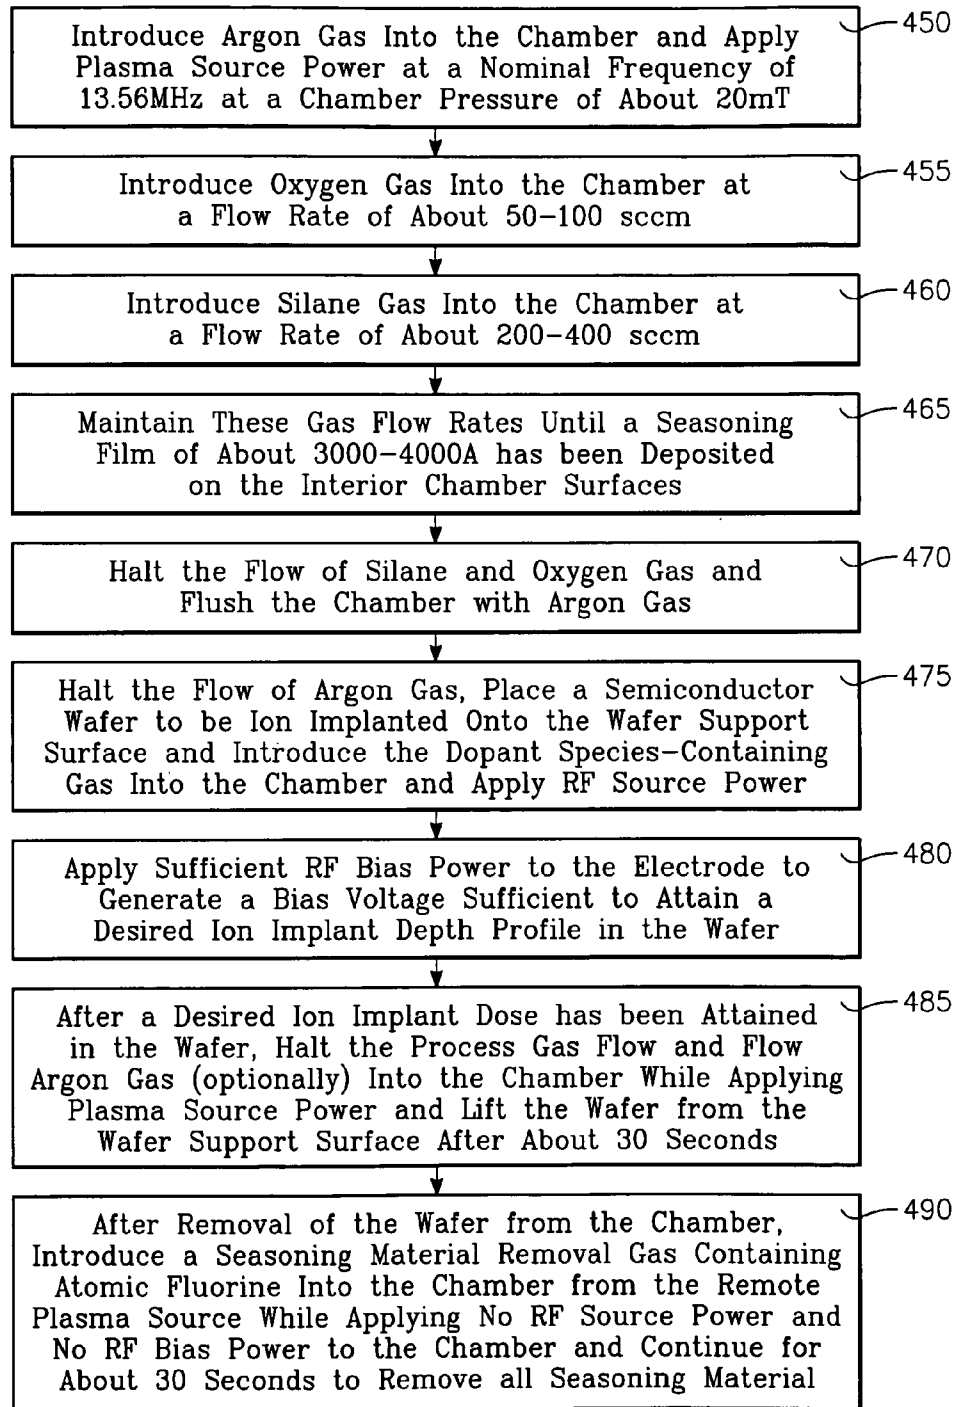 450
Introduce Argon Gas Into the Chamber and Apply
Plasma Source Power at a Nominal Frequency of
13.56MHz at a Chamber Pressure of About 20mT
455
Introduce Oxygen Gas Into the Chamber at
a Flow Rate of About 50-100 sccm
460
Introduce Silane Gas Into the Chamber at
a Flow Rate of About 200-400 sccm
465
Maintain These Gas Flow Rates Until a Seasoning
Film of About 3000-4000A has been Deposited
on the Interior Chamber Surfaces
470
Halt the Flow of Silane and Oxygen Gas and
Flush the Chamber with Argon Gas
475
Halt the Flow of Argon Gas, Place a Semiconductor
Wafer to be Ion Implanted Onto the Wafer Support
Surface and Introduce the Dopant Species-Containing
Gas Into the Chamber and Apply RF Source Power
480
Apply Sufficient RF Bias Power to the Electrode to
Generate a Bias Voltage Sufficient to Attain a
Desired Ion Implant Depth Profile in the Wafer
485
After a Desired Ion Implant Dose has been Attained
in the Wafer, Halt the Process Gas Flow and Flow
Argon Gas (optionally) Into the Chamber While Applying
Plasma Source Power and Lift the Wafer from the
Wafer Support Surface After About 30 Seconds
490
After Removal of the Wafer from the Chamber,
Introduce a Seasoning Material Removal Gas Containing
Atomic Fluorine Into the Chamber from the Remote
Plasma Source While Applying No RF Source Power and
No RF Bias Power to the Chamber and Continue for
About 30 Seconds to Remove all Seasoning Material